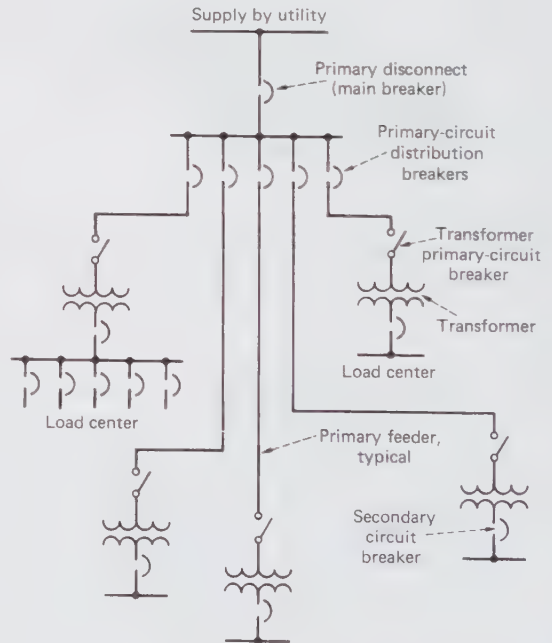 Supply by utility
Primary disconnect
(main breaker)
Primary-circuit
distribution
breakers
Transformer
primary-circuit
breaker
Transformer
Load center
Load center
Primary feeder,
typical
Secondary
circuit
breaker